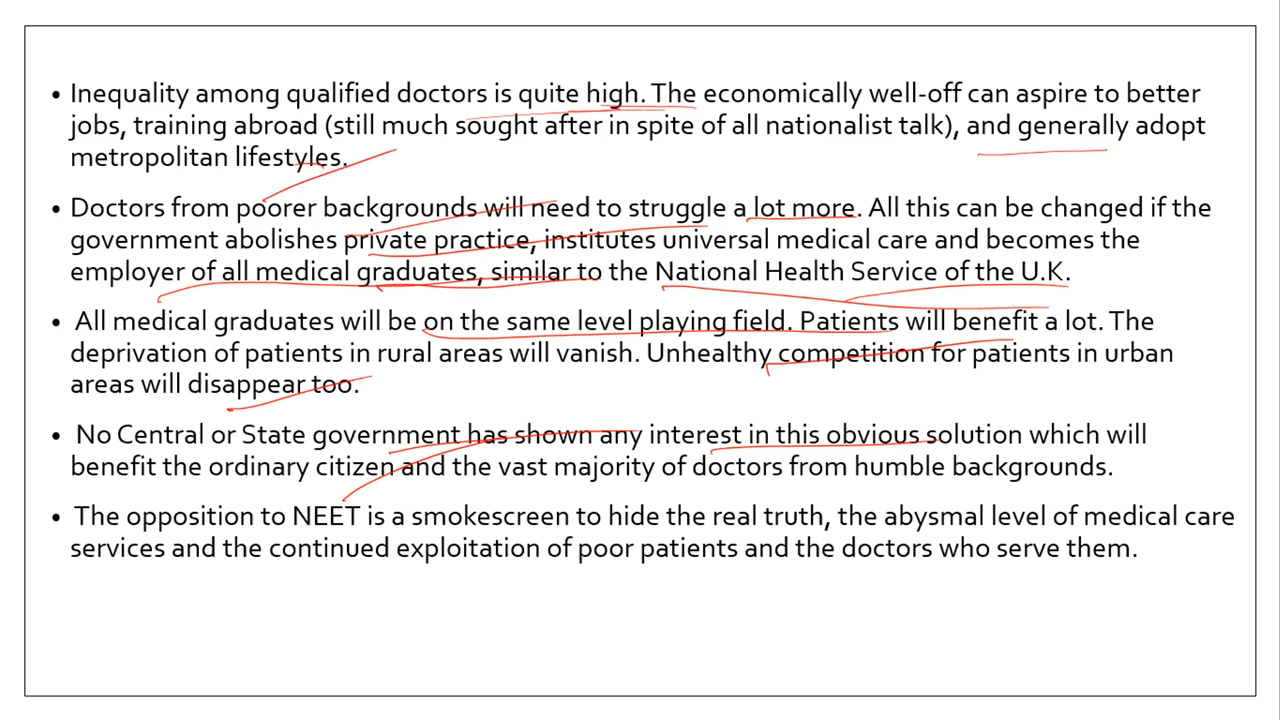 • Inequality among qualified doctors is quite high. The economically well-off can aspire to better
jobs, training abroad (still much sought after in spite of all nationalist talk), and generally adopt
metropolitan lifestyles.
• Doctors from poorer backgrounds will need to struggle a lot more. All this can be changed if the
government abolishes private practice, institutes universal medical care and becomes the
employer of all medical graduates, similar to the National Health Service of the U.K.
• All medical graduates will be on the same level playing field. Patients will benefit a lot. The
deprivation of patients in rural areas will vanish. Unhealthy competition for patients in urban
areas will disappear too.
• No Central or State government has shown any interest in this obvious solution which will
benefit the ordinary citizen and the vast majority of doctors from humble backgrounds.
• The opposition to NEET is a smokescreen to hide the real truth, the abysmal level of medical care
services and the continued exploitation of poor patients and the doctors who serve them.